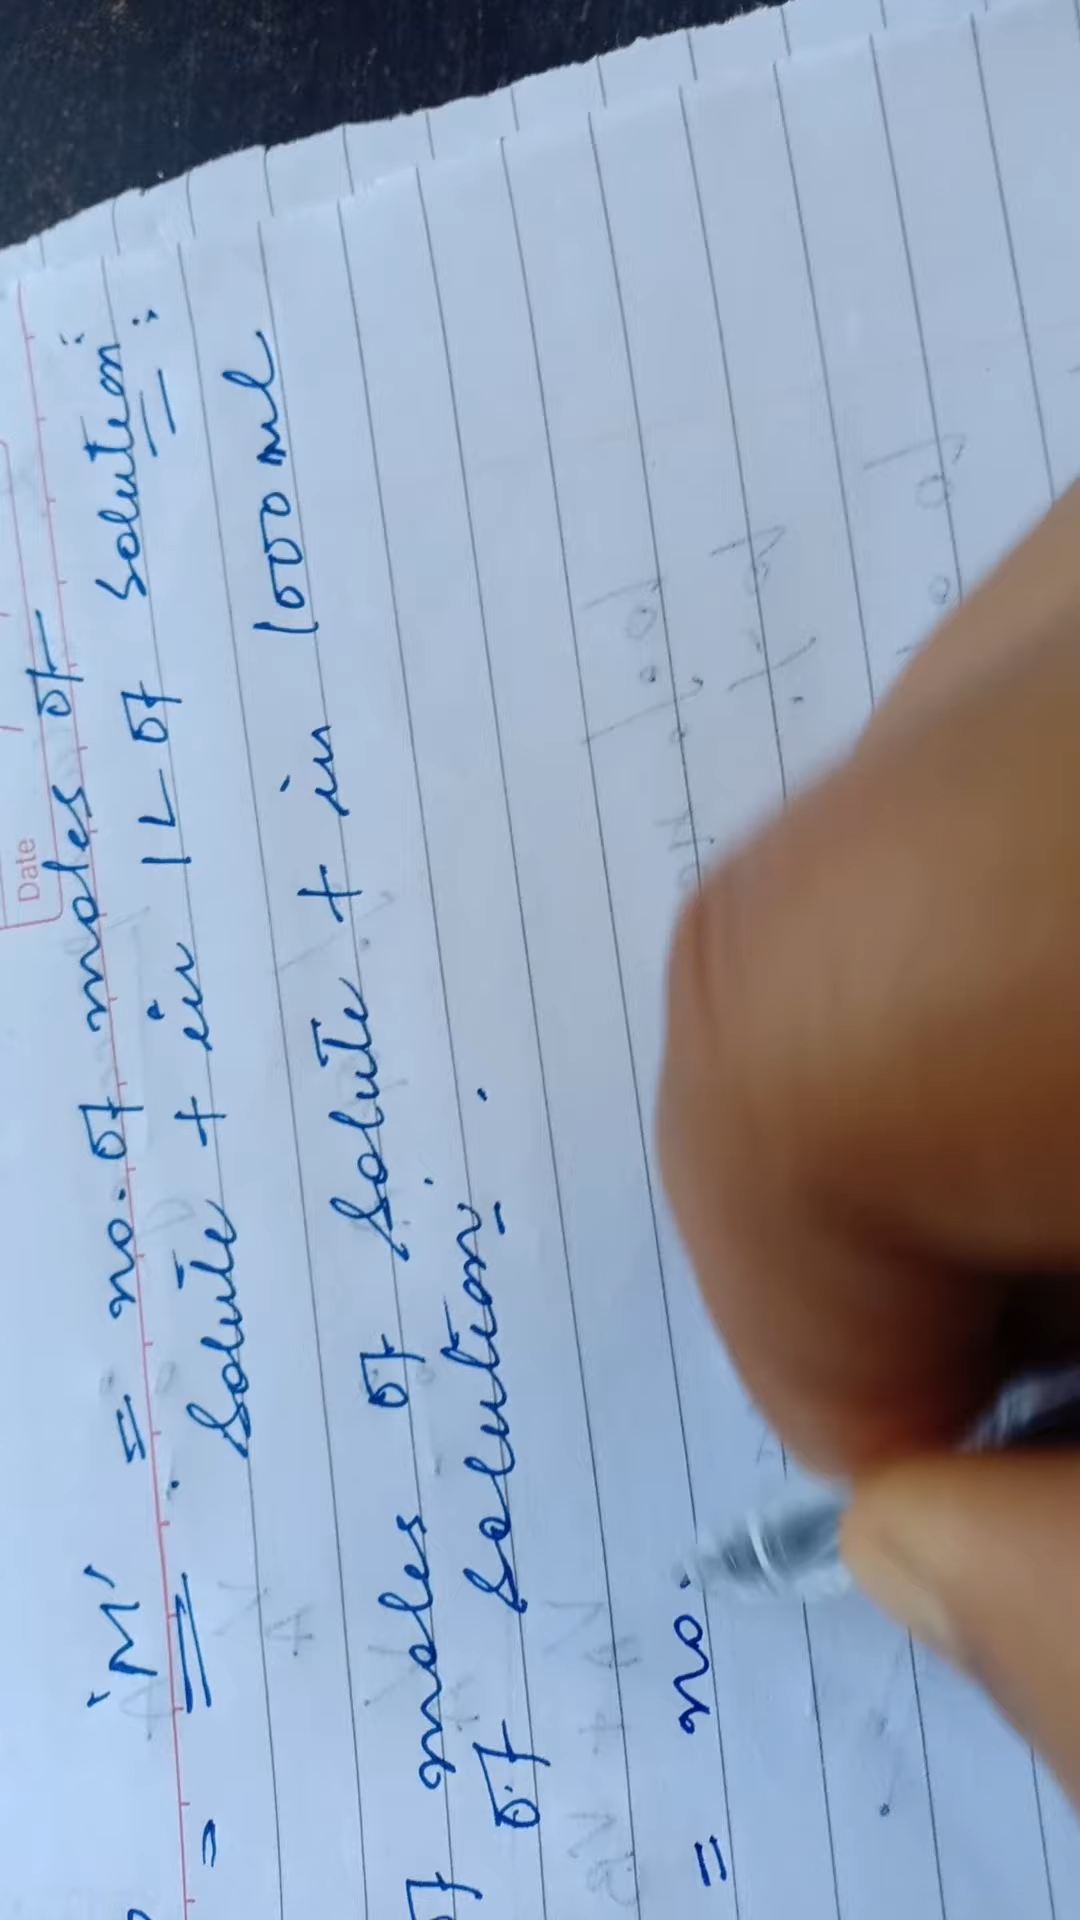 Date
'M' = no. of moles of
= Solute + in 1L of solution:
of moles of solute + in 1000 ml
of solution.
= no.